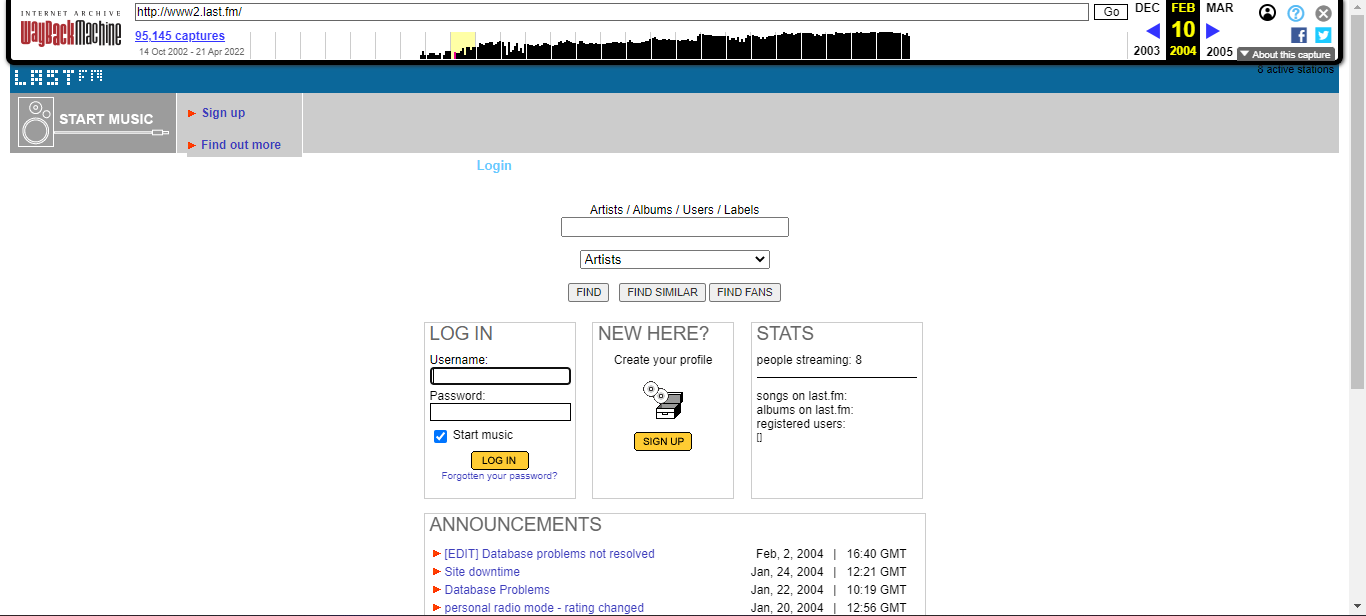 INTERNET ARCHIVE
WayBackMachine
http://www2.last.fm/
Go
95,145 captures
14 Oct 2002 - 21 Apr 2022
DEC FEB MAR
10
2003 2004 2005
f
?
About this capture
LAST FM
8 active stations
START MUSIC
Sign up
Find out more
Login
Artists / Albums / Users / Labels
Artists
FIND FIND SIMILAR FIND FANS
LOG IN
Username:
Password:
Start music
LOG IN
Forgotten your password?
NEW HERE?
Create your profile
SIGN UP
STATS
people streaming: 8
songs on last.fm:
albums on last.fm:
registered users:
[]
ANNOUNCEMENTS
[EDIT] Database problems not resolved Feb, 2, 2004 | 16:40 GMT
Site downtime Jan, 24, 2004 | 12:21 GMT
Database Problems Jan, 22, 2004 | 10:19 GMT
personal radio mode - rating changed Jan, 20, 2004 | 12:56 GMT